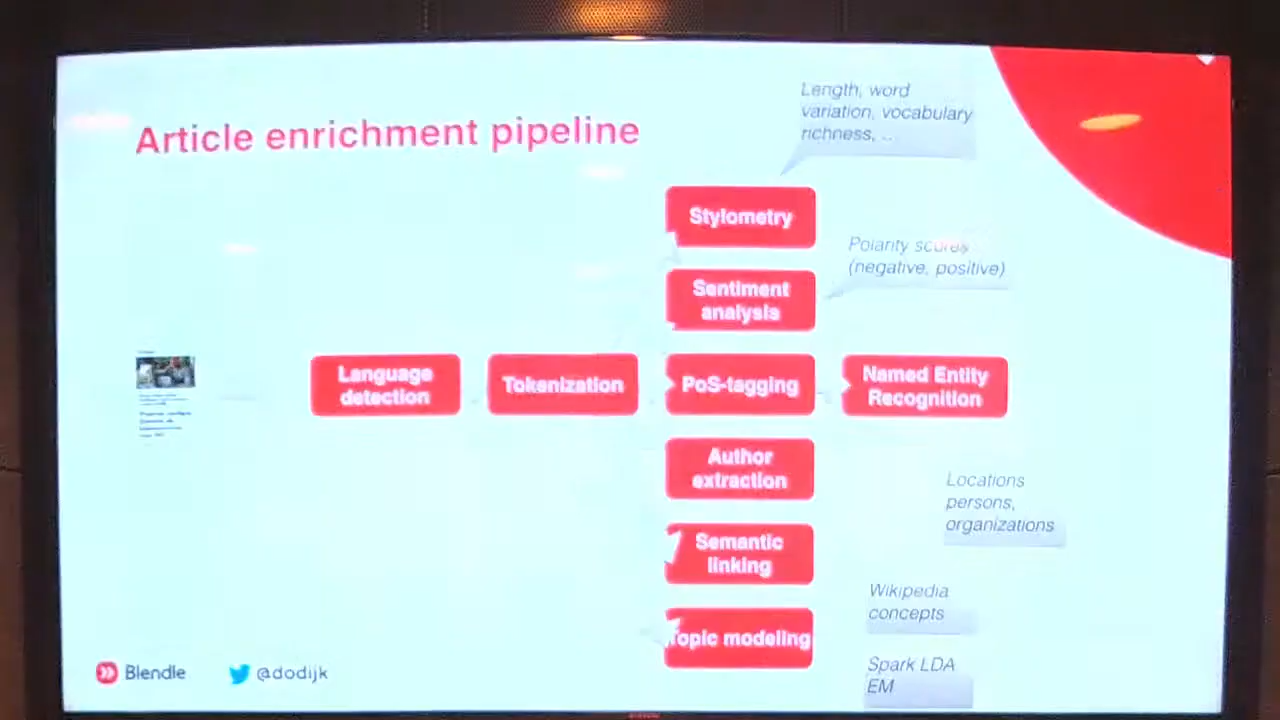 Article enrichment pipeline
Length, word
variation, vocabulary
richness, ...
Stylometry
Polarity scores
(negative, positive)
Sentiment
analysis
Language
detection
Tokenization
PoS-tagging
Named Entity
Recognition
Author
extraction
Locations
persons,
organizations
Semantic
linking
Wikipedia
concepts
Topic modeling
Spark LDA
EM
Blendle
@dodijk